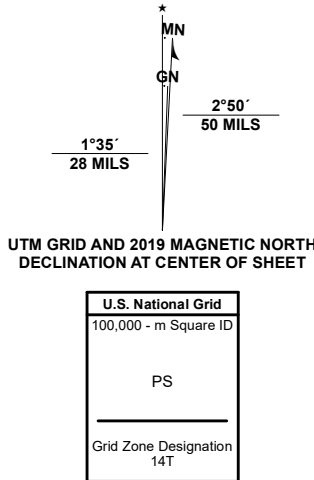 ★
MN
GN
1°35´
28 MILS
2°50´
50 MILS
UTM GRID AND 2019 MAGNETIC NORTH
DECLINATION AT CENTER OF SHEET
U.S. National Grid
100,000 - m Square ID
PS
Grid Zone Designation
14T